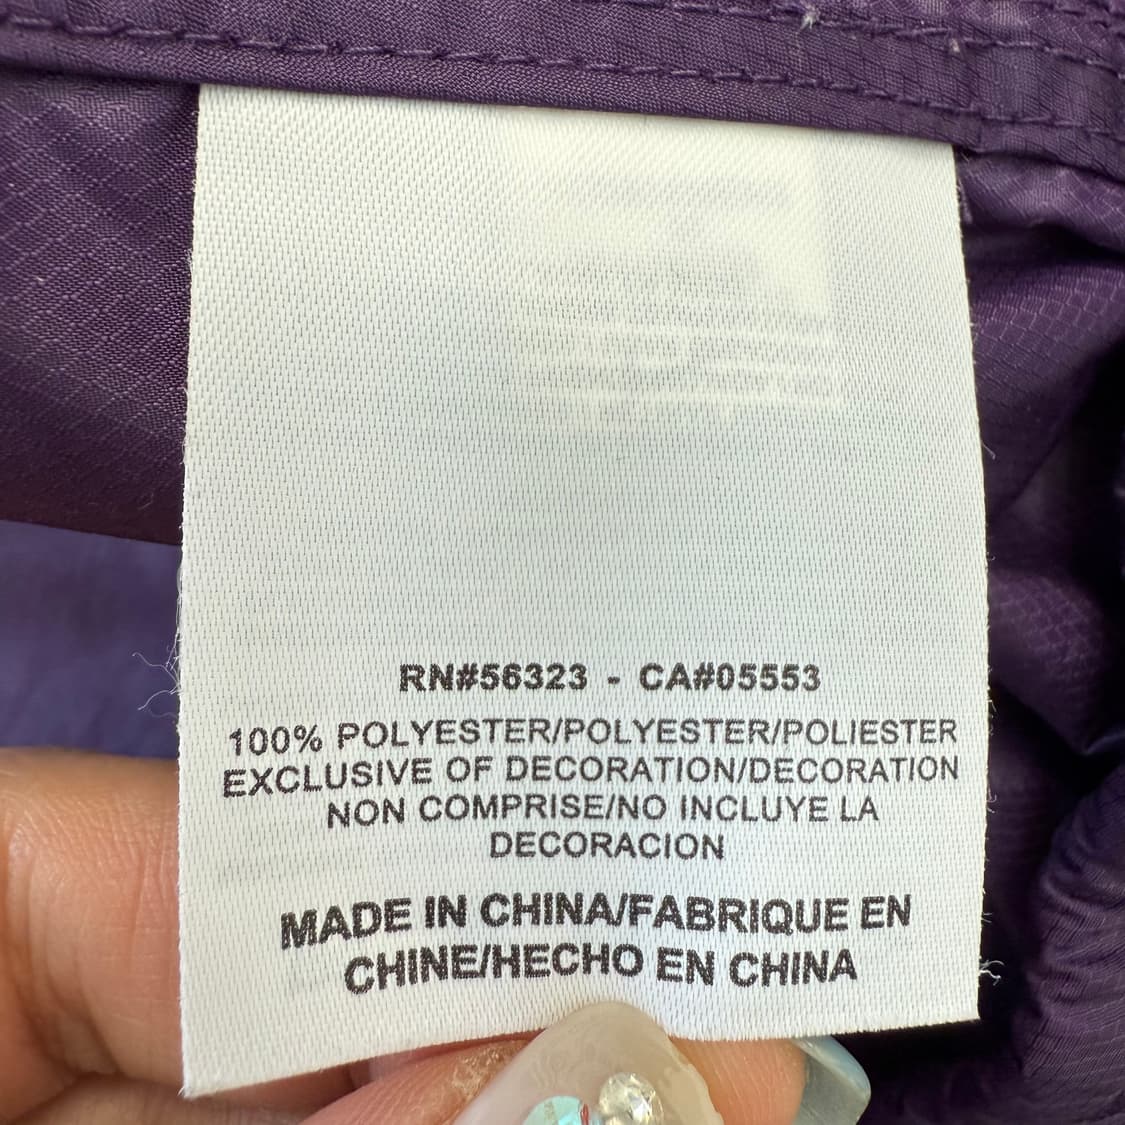 RN#56323 - CA#05553
100% POLYESTER/POLYESTER/POLIESTER
EXCLUSIVE OF DECORATION/DECORATION
NON COMPRISE/NO INCLUYE LA
DECORACION
MADE IN CHINA/FABRIQUE EN
CHINE/HECHO EN CHINA